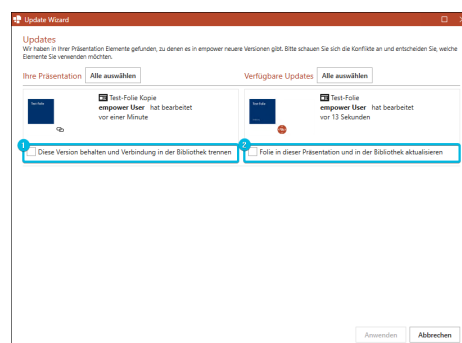 Update Wizard
Updates
Wir haben in Ihrer Präsentation Elemente gefunden, zu denen es in empower neuere Versionen gibt. Bitte schauen Sie sich die Konflikte an und entscheiden Sie, welche
Elemente Sie verwenden möchten.
Ihre Präsentation Alle auswählen
Verfügbare Updates Alle auswählen
Test-Folie
Test-Folie Kopie
empower User hat bearbeitet
vor einer Minute
Test-Folie
Test-Folie
empower User hat bearbeitet
vor 13 Sekunden
1 Diese Version behalten und Verbindung in der Bibliothek trennen
2 Folie in dieser Präsentation und in der Bibliothek aktualisieren
Anwenden Abbrechen